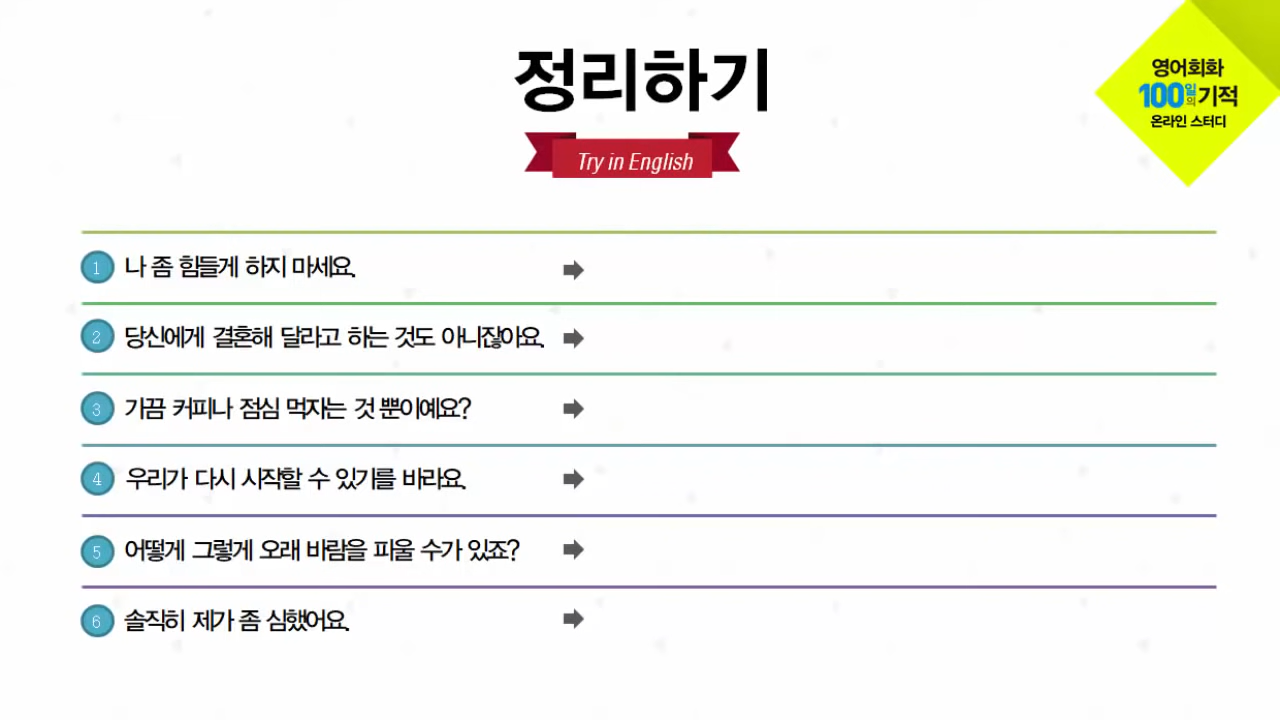 정리하기
Try in English
영어회화
100일의 기적
온라인 스터디
1 나 좀 힘들게 하지 마세요.
2 당신에게 결혼해 달라고 하는 것도 아니잖아요.
3 가끔 커피나 점심 먹자는 것 뿐이예요?
4 우리가 다시 시작할 수 있기를 바라요.
5 어떻게 그렇게 오래 바람을 피울 수가 있죠?
6 솔직히 제가 좀 심했어요.